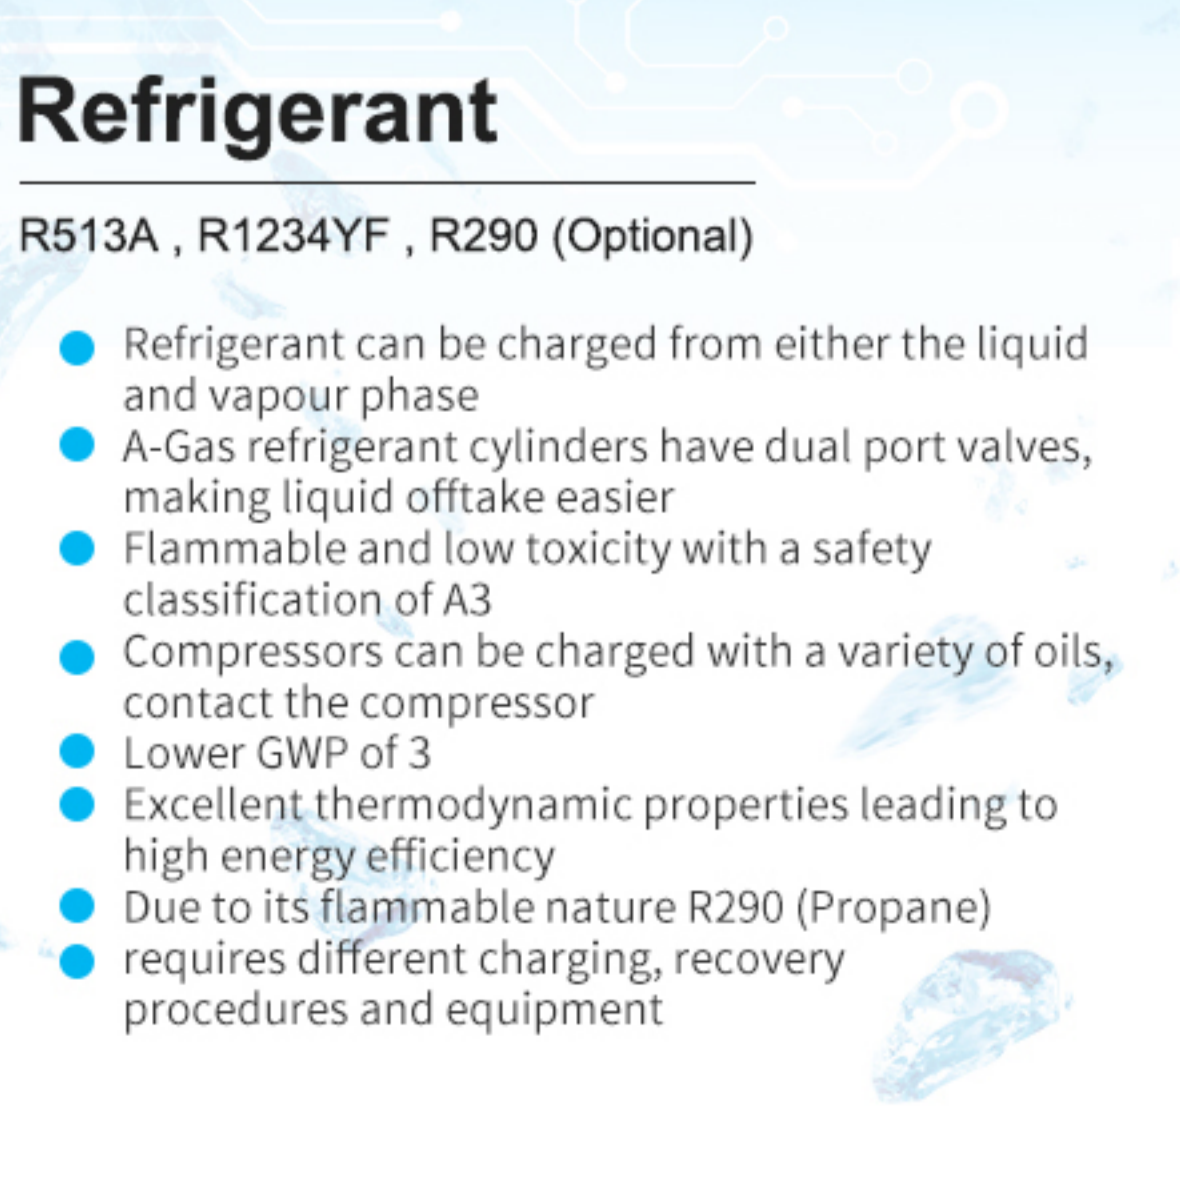 Refrigerant
R513A , R1234YF , R290 (Optional)
Refrigerant can be charged from either the liquid
and vapour phase
A-Gas refrigerant cylinders have dual port valves,
making liquid offtake easier
Flammable and low toxicity with a safety
classification of A3
Compressors can be charged with a variety of oils,
contact the compressor
Lower GWP of 3
Excellent thermodynamic properties leading to
high energy efficiency
Due to its flammable nature R290 (Propane)
requires different charging, recovery
procedures and equipment